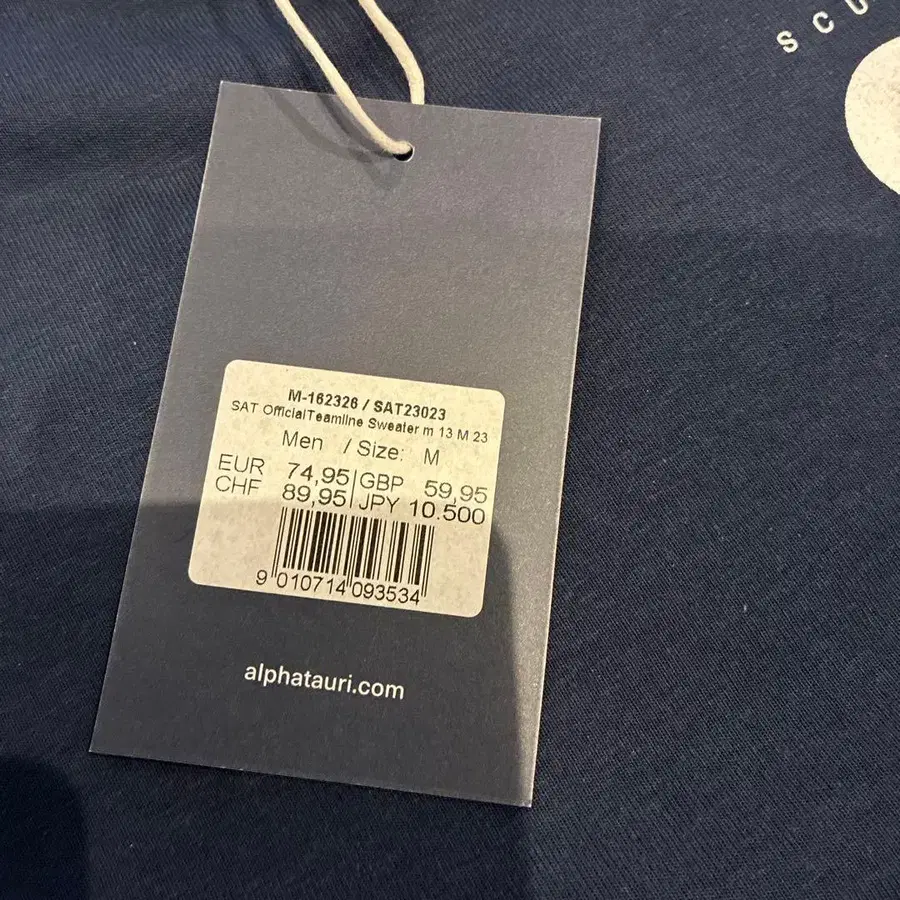 SCU
M-162326 / SAT23023
SAT OfficialTeamline Sweater m 13 M 23
Men / Size: M
EUR 74,95|GBP 59,95
CHF 89,95|JPY 10.500
9 010714 093534
alphatauri.com